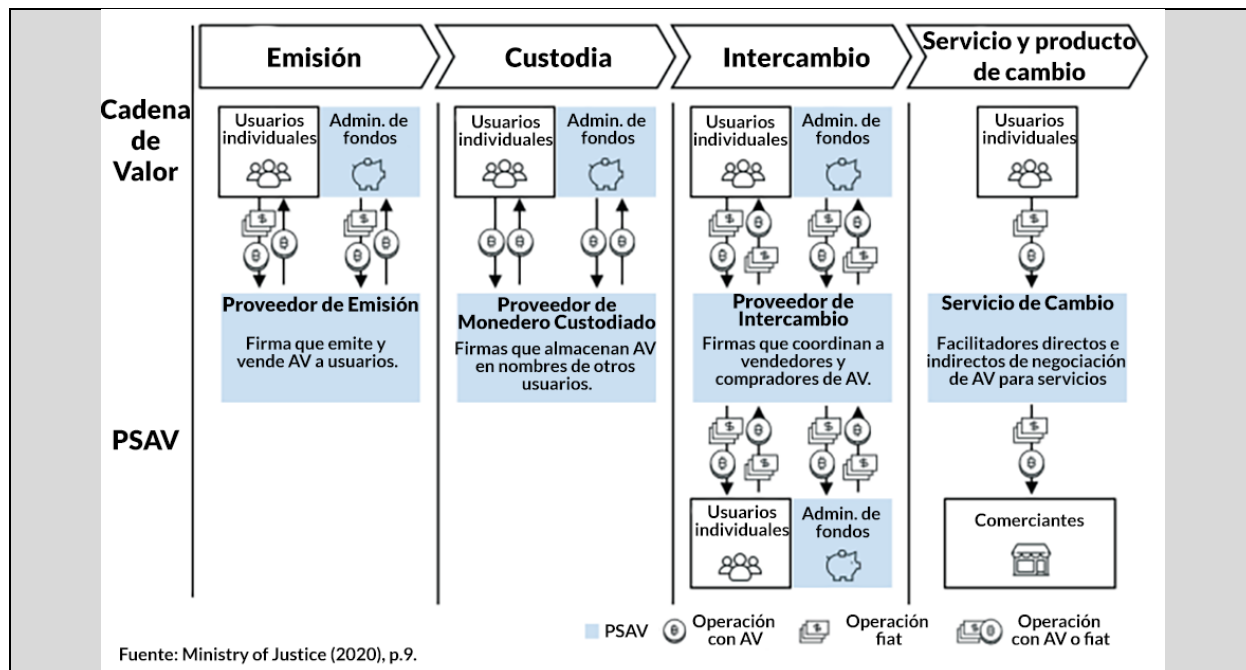 Emisión
Custodia
Intercambio
Servicio y producto
de cambio
Cadena
de
Valor
Usuarios
individuales
Admin. de
fondos
Usuarios
individuales
Admin. de
fondos
Usuarios
individuales
Admin. de
fondos
Usuarios
individuales
Proveedor de Emisión
Firma que emite y
vende AV a usuarios.
Proveedor de
Monedero Custodiado
Firmas que almacenan AV
en nombres de otros
usuarios.
Proveedor de
Intercambio
Firmas que coordinan a
vendedores y
compradores de AV.
Servicio de Cambio
Facilitadores directos e
indirectos de negociación
de AV para servicios
PSAV
Usuarios
individuales
Admin. de
fondos
Comerciantes
PSAV
Operación
con AV
Operación
fiat
Operación
con AV o fiat
Fuente: Ministry of Justice (2020), p.9.